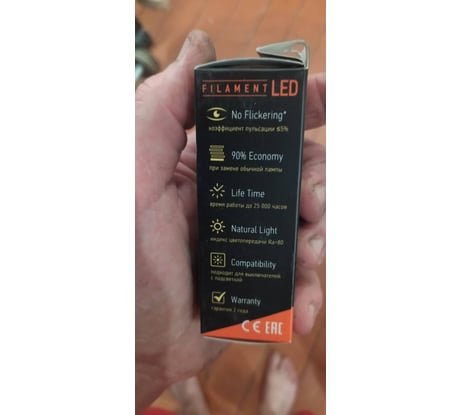 FILAMENT LED
No Flickering*
коэффициент пульсации ≤5%
90% Economy
при замене обычной лампы
Life Time
время работы до 25 000 часов
Natural Light
индекс цветопередачи Ra>80
Compatibility
подходит для выключателей
с подсветкой
Warranty
гарантия 2 года
CE EAC